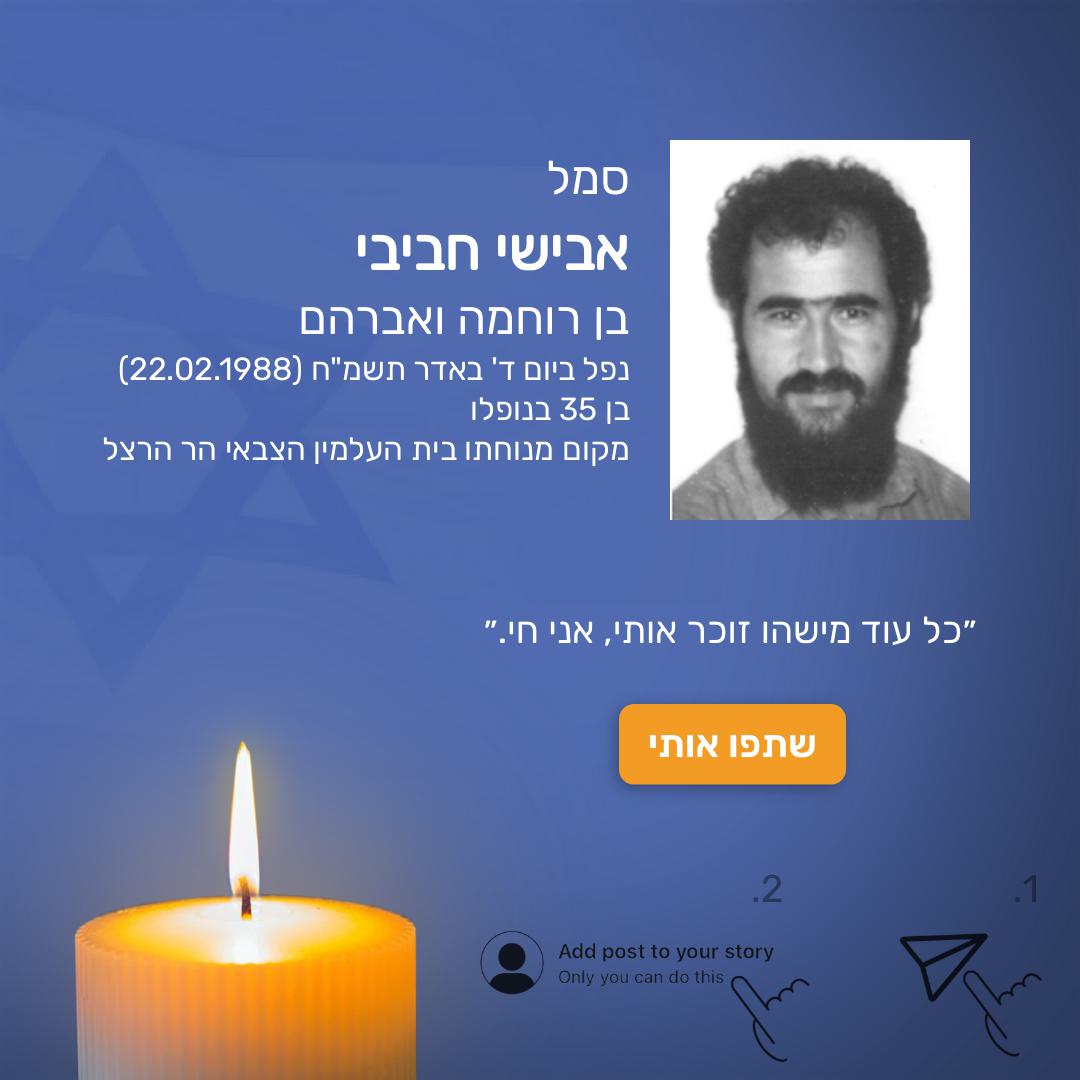 סמל
אבישי חביבי
בן רוחמה ואברהם
נפל ביום ד' באדר תשמ"ח (22.02.1988)
בן 35 בנופלו
מקום מנוחתו בית העלמין הצבאי הר הרצל
״כל עוד מישהו זוכר אותי, אני חי.״
שתפו אותי
.1
.2
Add post to your story
Only you can do this